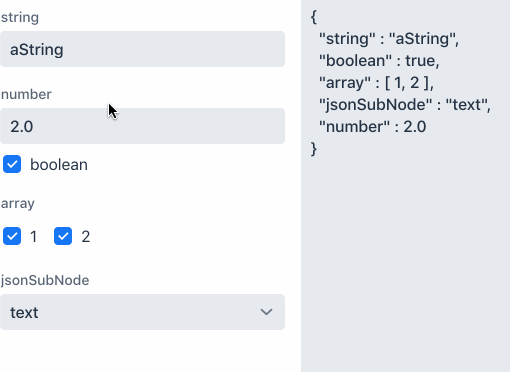 string
aString
number
2.0
boolean
array
1 2
jsonSubNode
text
{
  "string" : "aString",
  "boolean" : true,
  "array" : [ 1, 2 ],
  "jsonSubNode" : "text",
  "number" : 2.0
}